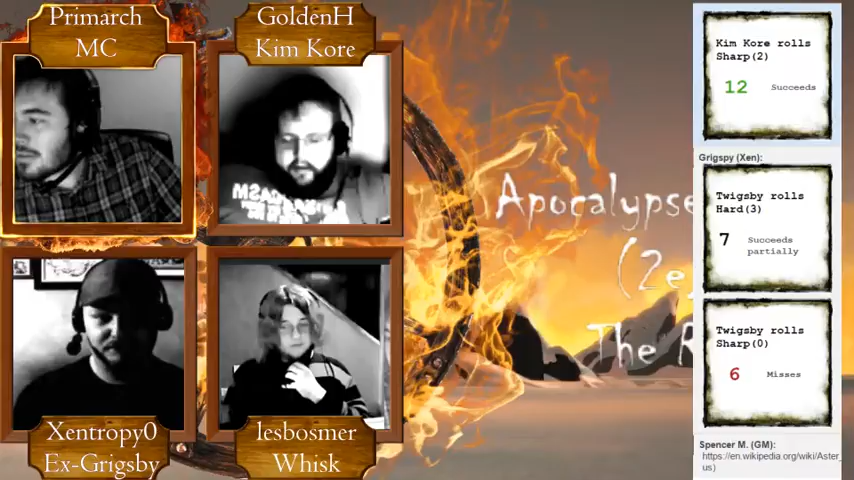 Primarch
MC
GoldenH
Kim Kore
Xentropy0
Ex-Grigsby
lesbosmer
Whisk
Apocalypse
(2e
The R
Kim Kore rolls
Sharp(2)
12 Succeeds
Grigspy (Xen):
Twigsby rolls
Hard(3)
7 Succeeds
partially
Twigsby rolls
Sharp(0)
6 Misses
Spencer M. (GM):
https://en.wikipedia.org/wiki/Aster_
us)